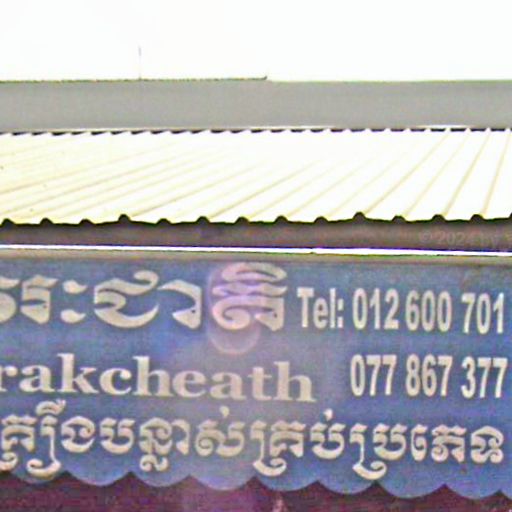 រះជាតិ Tel: 012 600 701
rakcheath 077 867 377
គ្រឿងបន្លាស់គ្រប់ប្រភេទ